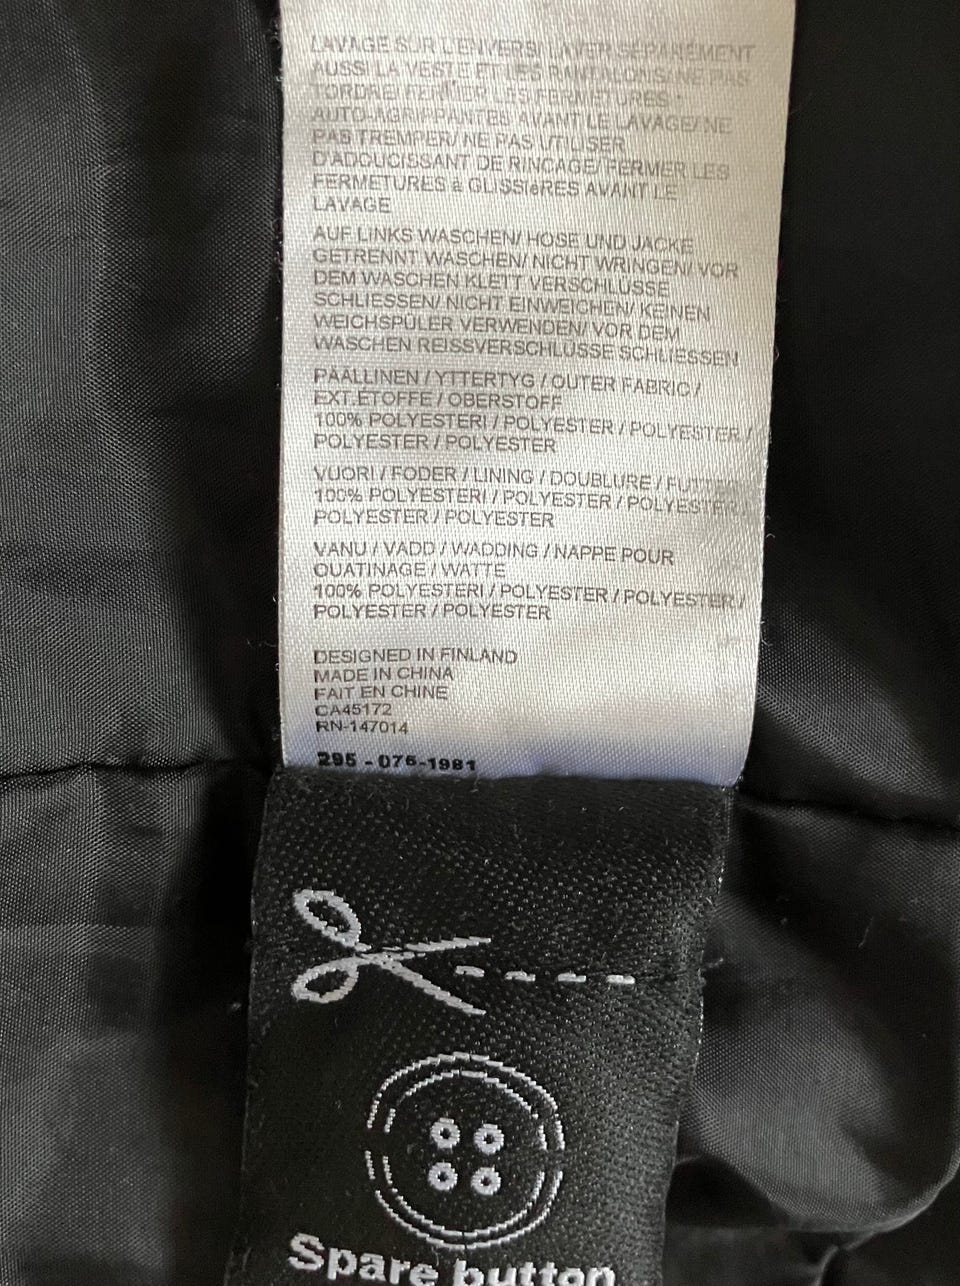 LAVAGE SUR L'ENVERS/ LAVER SÉPARÉMENT
AUSSI LA VESTE ET LES PANTALONS/ NE PAS
TORDRE/ FERMER LES FERMETURES
AUTO-AGRIPPANTES AVANT LE LAVAGE/ NE
PAS TREMPER/ NE PAS UTILISER
D'ADOUCISSANT DE RINCAGE/ FERMER LES
FERMETURES à GLISSIèRES AVANT LE
LAVAGE
AUF LINKS WASCHEN/ HOSE UND JACKE
GETRENNT WASCHEN/ NICHT WRINGEN/ VOR
DEM WASCHEN KLETT VERSCHLÜSSE
SCHLIESSEN/ NICHT EINWEICHEN/ KEINEN
WEICHSPÜLER VERWENDEN/ VOR DEM
WASCHEN REISSVERSCHLÜSSE SCHLIESSEN
PÄÄLLINEN / YTTERTYG / OUTER FABRIC /
EXT.ÉTOFFE / OBERSTOFF
100% POLYESTERI / POLYESTER / POLYESTER /
POLYESTER / POLYESTER
VUORI / FODER / LINING / DOUBLURE / FUTTER
100% POLYESTERI / POLYESTER / POLYESTER /
POLYESTER / POLYESTER
VANU / VADD / WADDING / NAPPE POUR
OUATINAGE / WATTE
100% POLYESTERI / POLYESTER / POLYESTER /
POLYESTER / POLYESTER
DESIGNED IN FINLAND
MADE IN CHINA
FAIT EN CHINE
CA45172
RN-147014
295 - 076-1981
Spare button